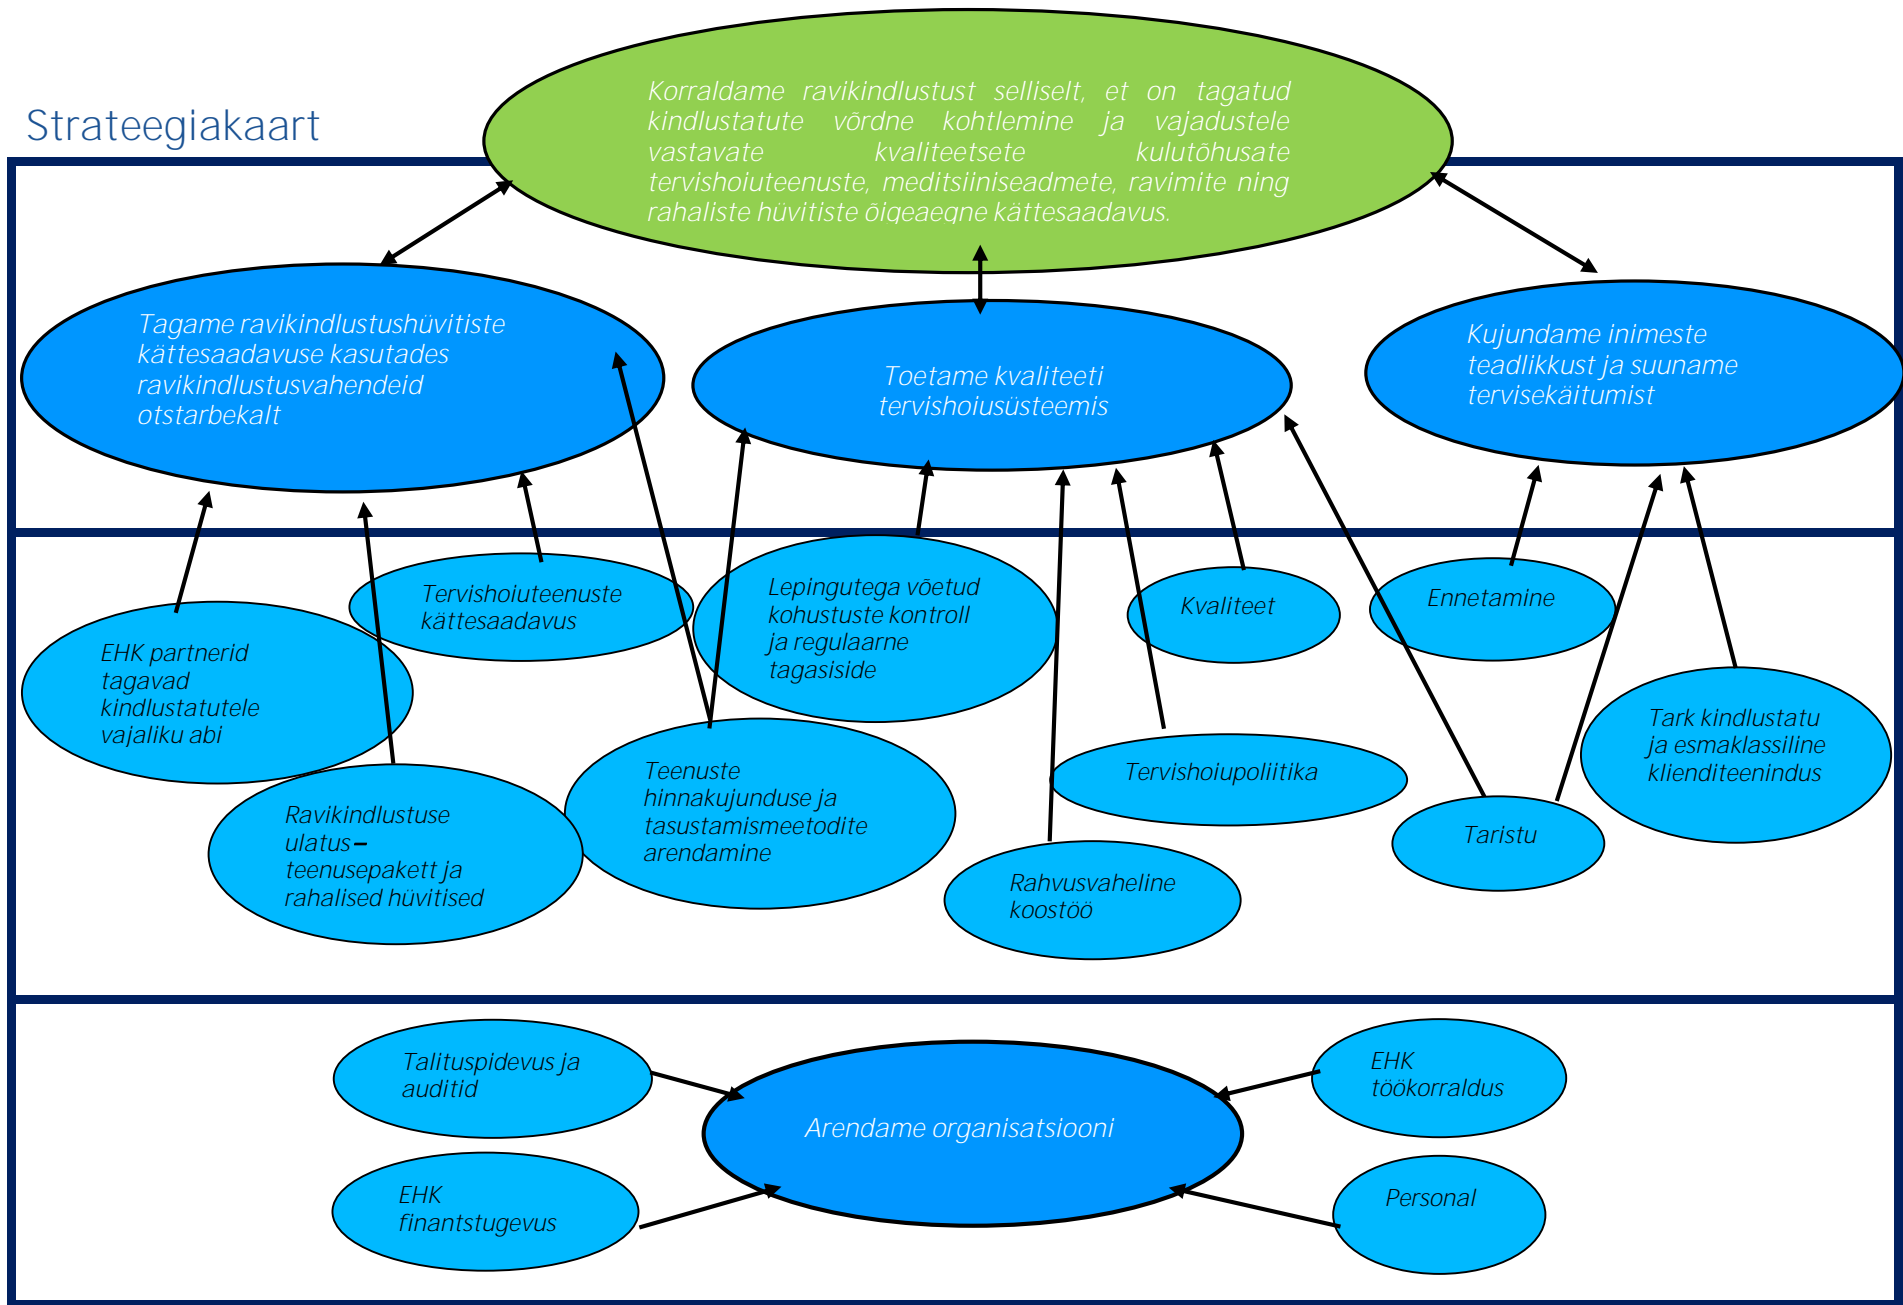 Strateegiakaart
Korraldame ravikindlustust selliselt, et on tagatud
kindlustatute võrdne kohtlemine ja vajadustele
vastavate kvaliteetsete kulutõhusate
tervishoiuteenuste, meditsiiniseadmete, ravimite ning
rahaliste hüvitiste õigeaegne kättesaadavus.
Tagame ravikindlustushüvitiste
kättesaadavuse kasutades
ravikindlustusvahendeid
otstarbekalt
Toetame kvaliteeti
tervishoiusüsteemis
Kujundame inimeste
teadlikkust ja suuname
tervisekäitumist
EHK partnerid
tagavad
kindlustatutele
vajaliku abi
Tervishoiuteenuste
kättesaadavus
Lepingutega võetud
kohustuste kontroll
ja regulaarne
tagasiside
Kvaliteet
Ennetamine
Ravikindlustuse
ulatus–
teenusepakett ja
rahalised hüvitised
Teenuste
hinnakujunduse ja
tasustamismeetodite
arendamine
Tervishoiupoliitika
Rahvusvaheline
koostöö
Taristu
Tark kindlustatu
ja esmaklassiline
klienditeenindus
Talituspidevus ja
auditid
EHK
finantstugevus
Arendame organisatsiooni
EHK
töökorraldus
Personal